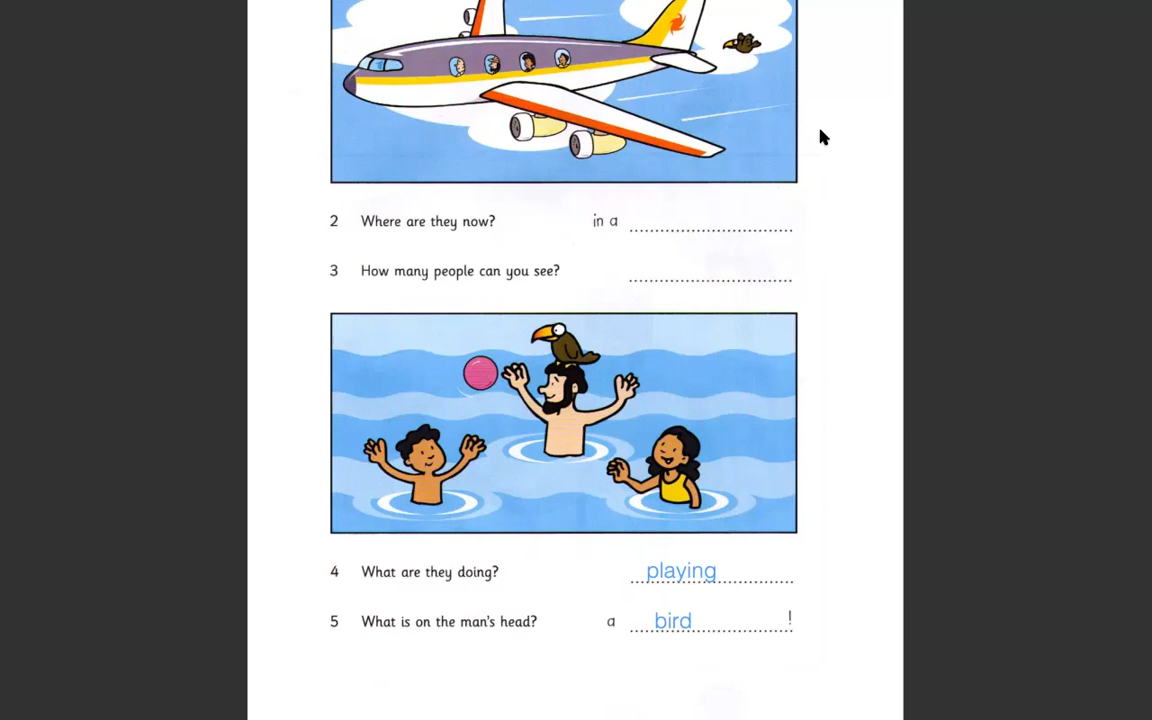 2 Where are they now? in a ................................
3 How many people can you see? ................................
4 What are they doing? playing
5 What is on the man's head? a bird !